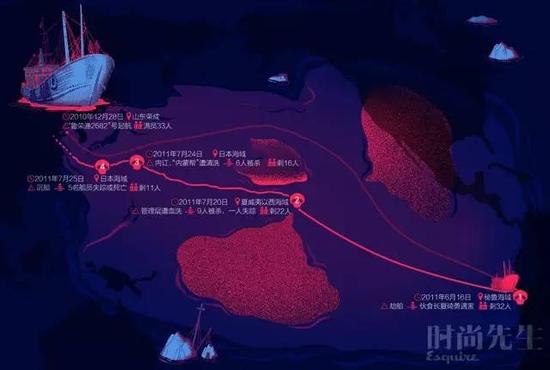 2010年12月28日 山东荣成
“鲁荣渔2682”号起航 满员33人
2011年7月24日 日本海域
内讧，“内蒙帮”遭清洗 6人被杀 剩16人
2011年7月25日 日本海域
沉船 5名船员失踪或死亡 剩11人
2011年7月20日 夏威夷以西海域
管理层遭血洗 9人被杀，一人失踪 剩22人
2011年6月16日 秘鲁海域
劫船 伙食长夏琦勇遇害 剩32人
4
3
2
1
时尚先生
Esquire